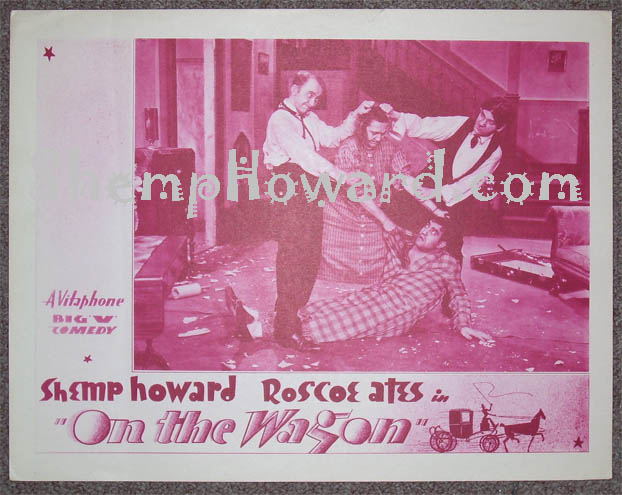 ShempHoward.com
A Vitaphone
BIG "V"
COMEDY
SHEMP HOWARD ROSCOE ATES in
"On the Wagon"